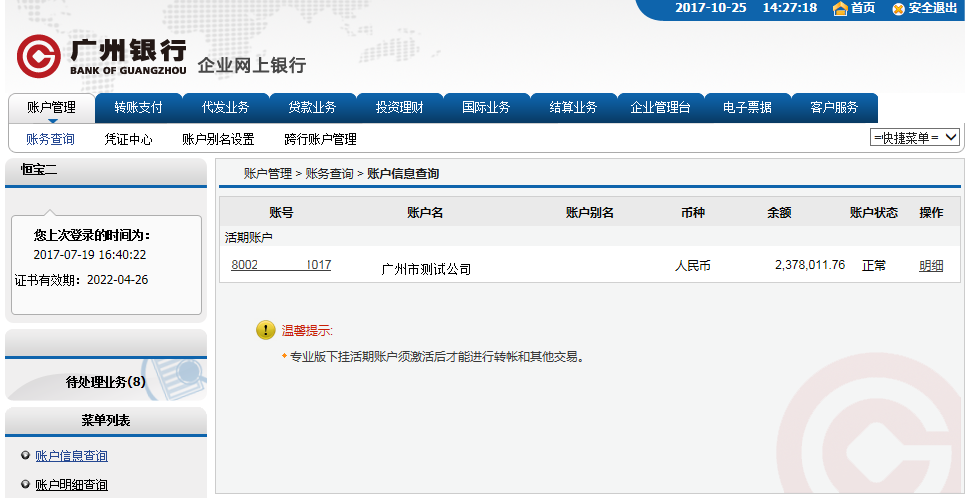 2017-10-25 14:27:18 首页 安全退出
广州银行
BANK OF GUANGZHOU 企业网上银行
账户管理 转账支付 代发业务 贷款业务 投资理财 国际业务 结算业务 企业管理台 电子票据 客户服务
账务查询 凭证中心 账户别名设置 跨行账户管理 =快捷菜单=
恒宝二
您上次登录的时间为：
2017-07-19 16:40:22
证书有效期：2022-04-26
待处理业务(8)
菜单列表
账户信息查询
账户明细查询
账户管理 > 账务查询 > 账户信息查询
账号 账户名 账户别名 币种 余额 账户状态 操作
活期账户
8002 1017 广州市测试公司 人民币 2,378,011.76 正常 明细
温馨提示:
* 专业版下挂活期账户须激活后才能进行转帐和其他交易。